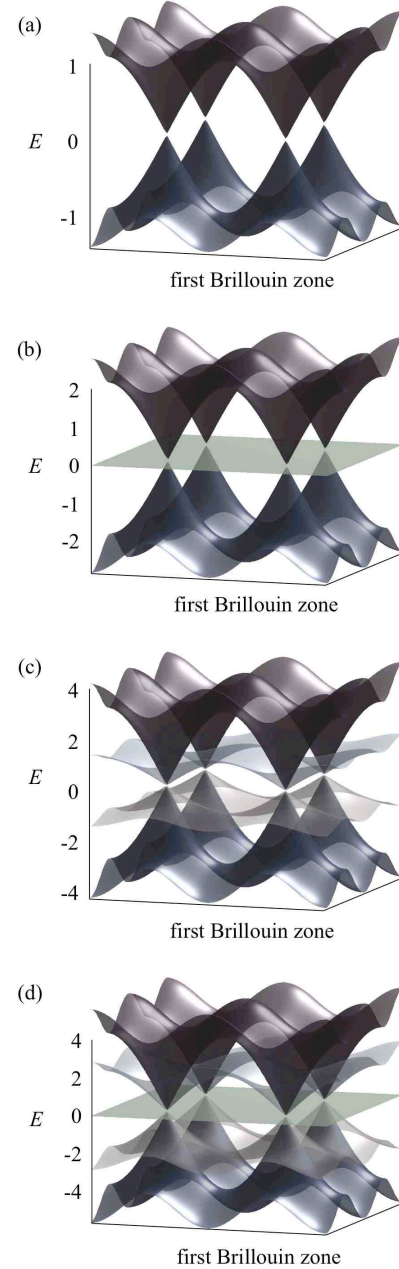 (a)
1
E 0
-1
first Brillouin zone
(b)
2
1
E 0
-1
-2
first Brillouin zone
(c)
4
2
E
0
-2
-4
first Brillouin zone
(d)
4
2
E 0
-2
-4
first Brillouin zone